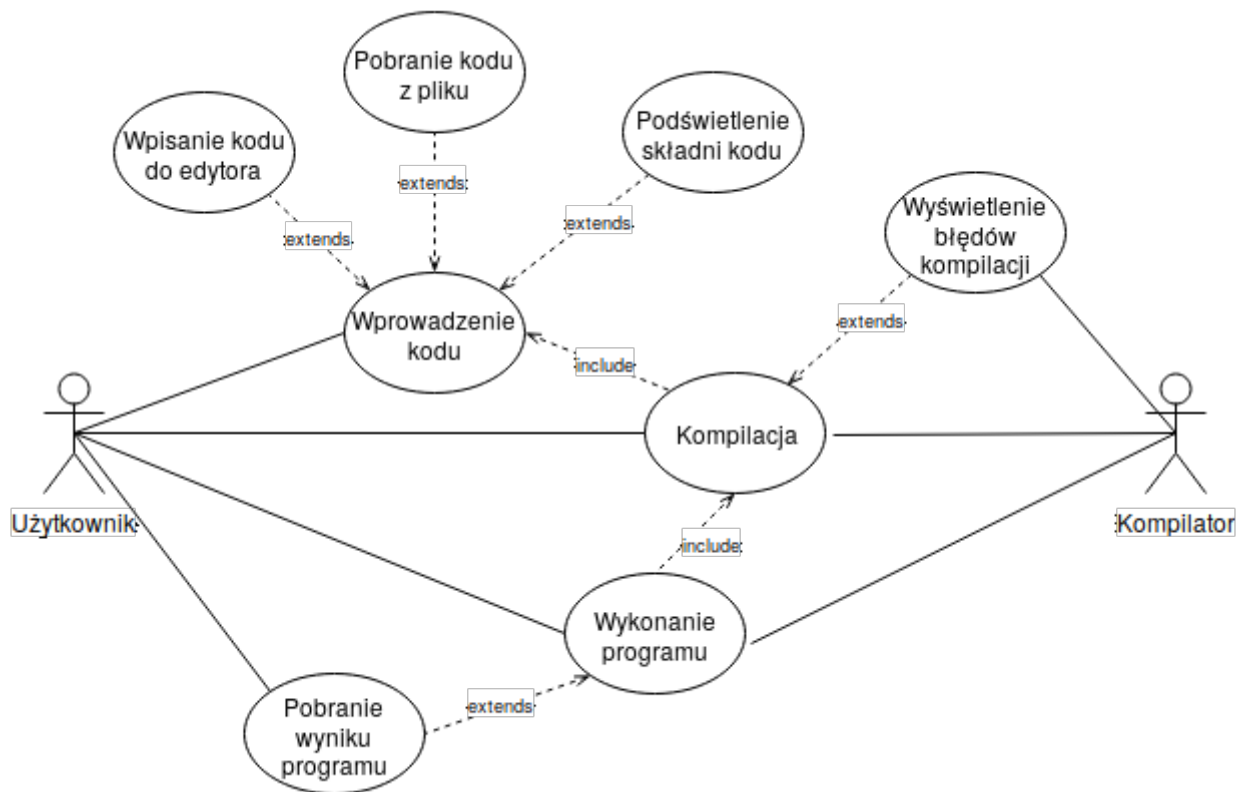 Pobranie kodu
z pliku
Wpisanie kodu
do edytora
Podświetlenie
składni kodu
extends
extends
extends
Wyświetlenie
błędów
kompilacji
Wprowadzenie
kodu
extends
include
Kompilacja
Użytkownik
Kompilator
include
Wykonanie
programu
extends
Pobranie
wyniku
programu